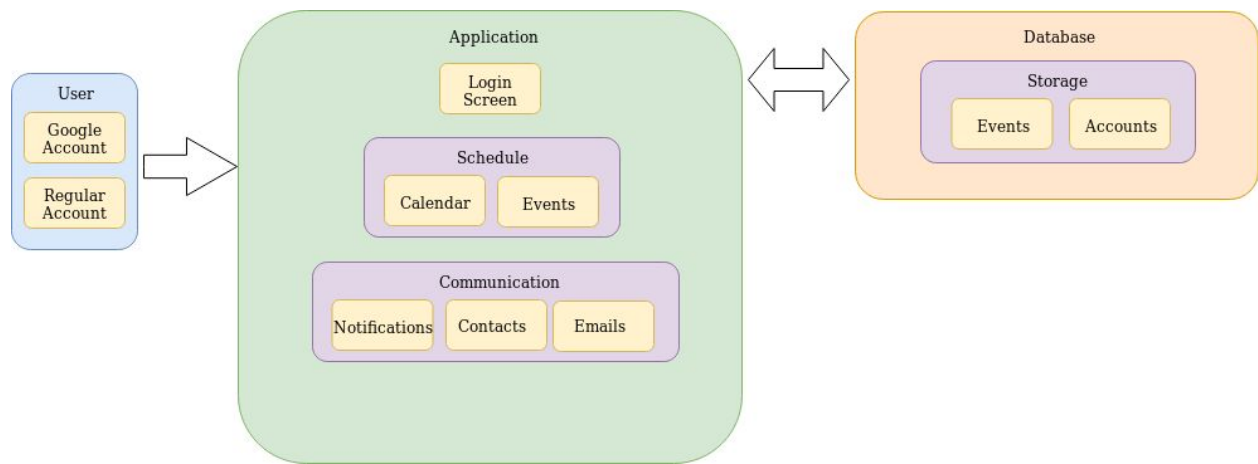 User
Google
Account
Regular
Account
Application
Login
Screen
Schedule
Calendar
Events
Communication
Notifications
Contacts
Emails
Database
Storage
Events
Accounts